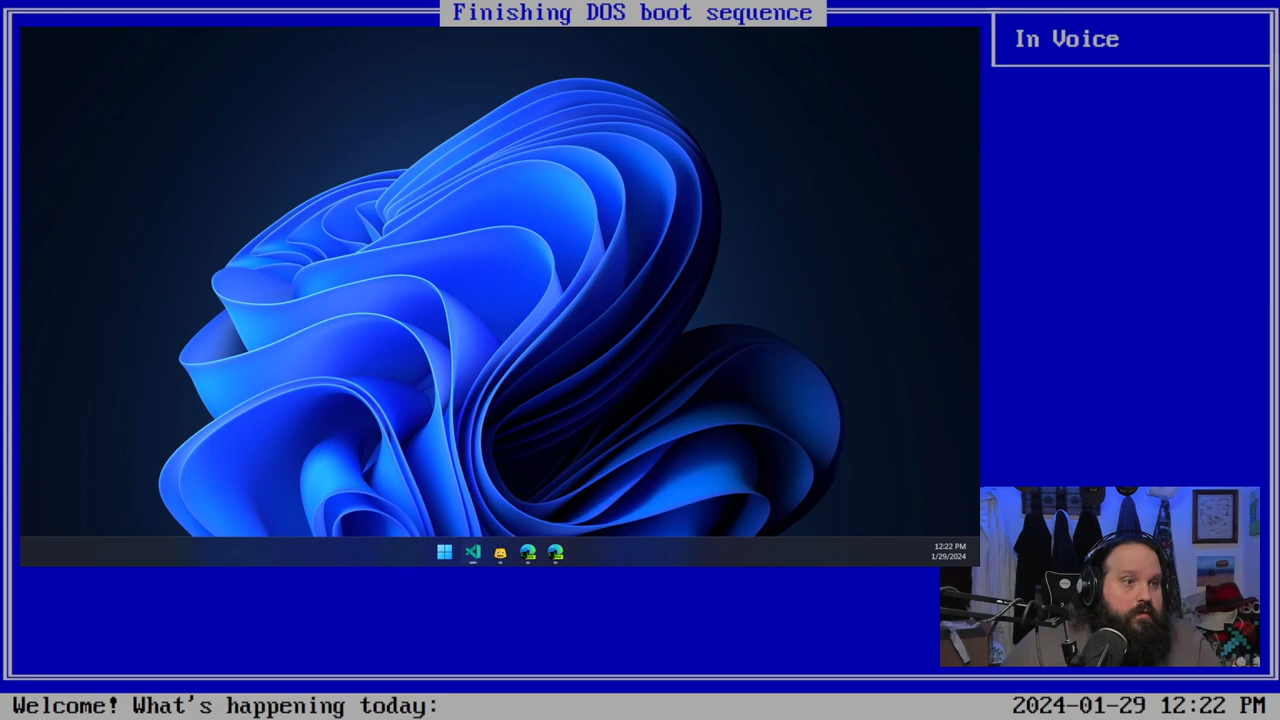 Finishing DOS boot sequence
In Voice
12:22 PM
1/29/2024
Welcome! What's happening today:
2024-01-29 12:22 PM